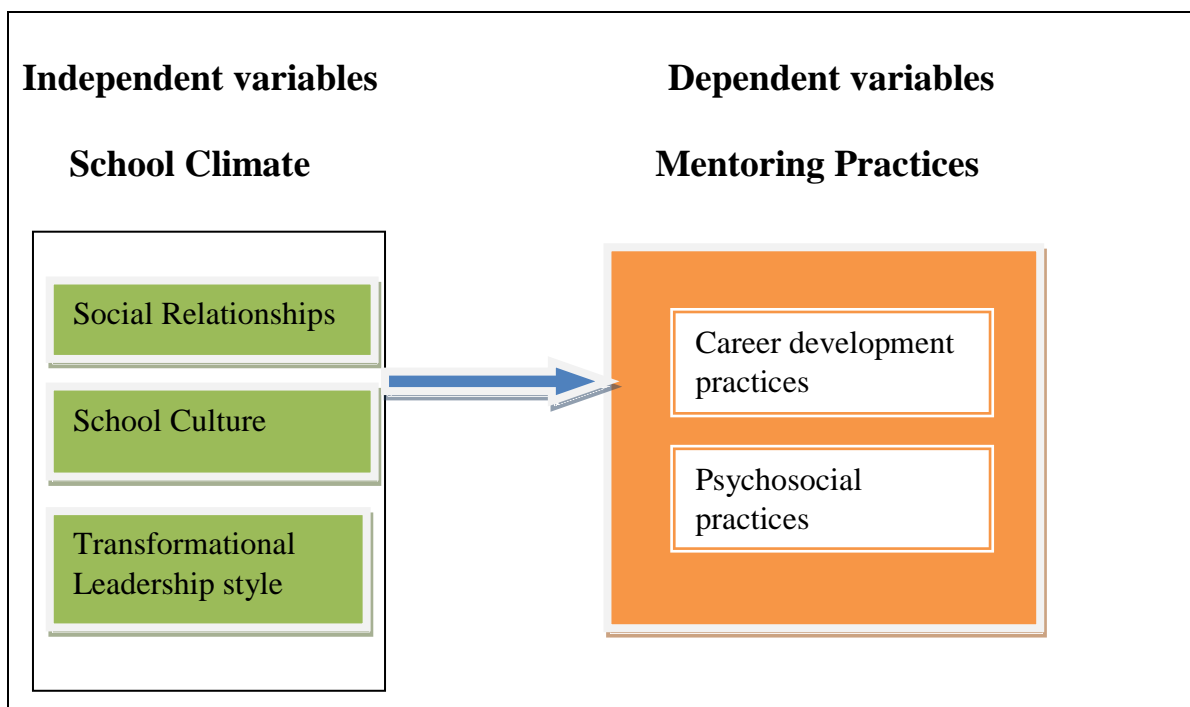 Independent variables
Dependent variables
School Climate
Mentoring Practices
Social Relationships
School Culture
Transformational
Leadership style
Career development
practices
Psychosocial
practices